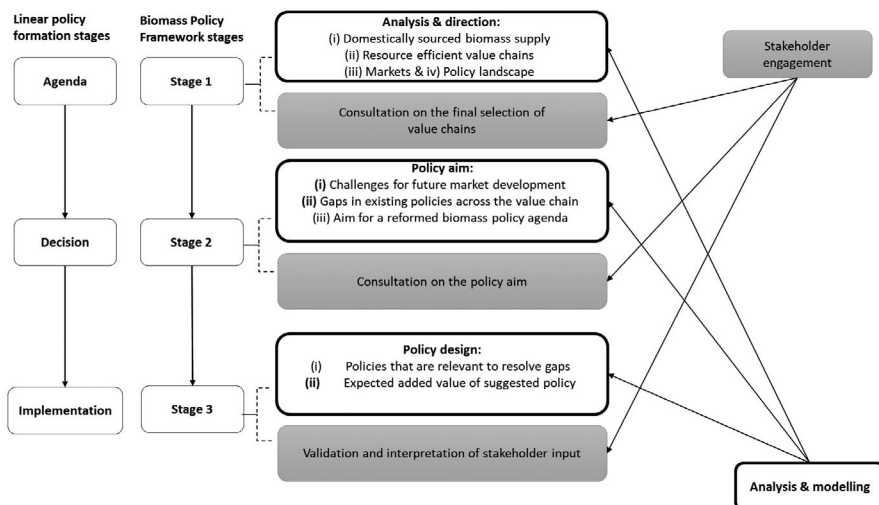 Linear policy
formation stages
Biomass Policy
Framework stages
Agenda
Decision
Implementation
Stage 1
Stage 2
Stage 3
Analysis & direction:
(i) Domestically sourced biomass supply
(ii) Resource efficient value chains
(iii) Markets & iv) Policy landscape
Consultation on the final selection of
value chains
Policy aim:
(i) Challenges for future market development
(ii) Gaps in existing policies across the value chain
(iii) Aim for a reformed biomass policy agenda
Consultation on the policy aim
Policy design:
(i) Policies that are relevant to resolve gaps
(ii) Expected added value of suggested policy
Validation and interpretation of stakeholder input
Stakeholder
engagement
Analysis & modelling